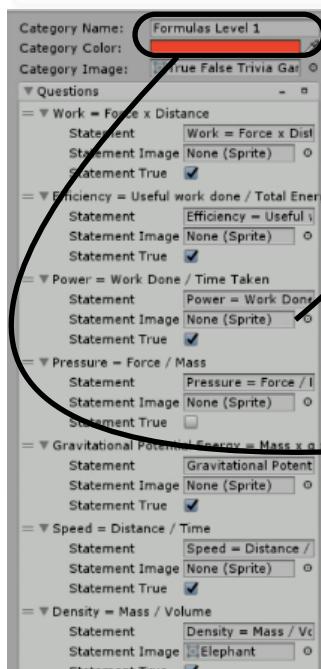 Category Name: Formulas Level 1
Category Color:
Category Image: True False Trivia Gar
Questions
Work = Force x Distance
Statement Work = Force x Dist
Statement Image None (Sprite)
Statement True
Efficiency = Useful work done / Total Ener
Statement Efficiency = Useful
Statement Image None (Sprite)
Statement True
Power = Work Done / Time Taken
Statement Power = Work Done
Statement Image None (Sprite)
Statement True
Pressure = Force / Mass
Statement Pressure = Force /
Statement Image None (Sprite)
Statement True
Gravitational Potential Energy = Mass x g
Statement Gravitational Potent
Statement Image None (Sprite)
Statement True
Speed = Distance / Time
Statement Speed = Distance /
Statement Image None (Sprite)
Statement True
Density = Mass / Volume
Statement Density = Mass / Vo
Statement Image Elephant